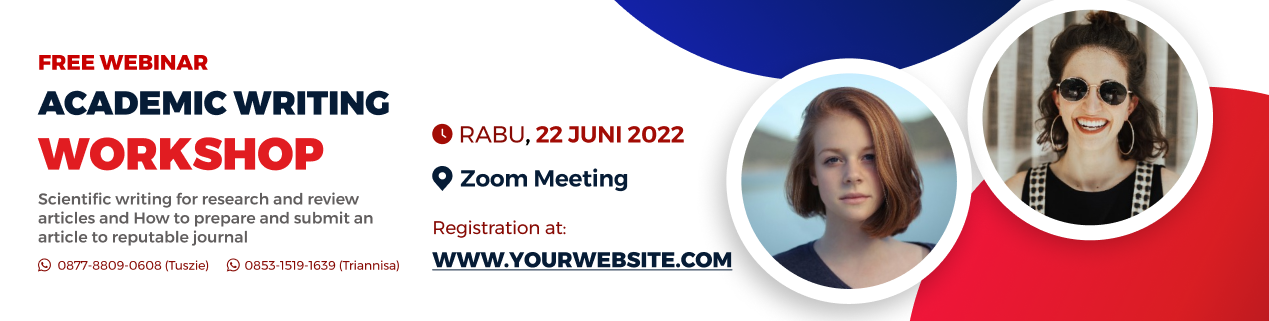 FREE WEBINAR
ACADEMIC WRITING
WORKSHOP
Scientific writing for research and review
articles and How to prepare and submit an
article to reputable journal
0877-8809-0608 (Tuszie) 0853-1519-1639 (Triannisa)
RABU, 22 JUNI 2022
Zoom Meeting
Registration at:
WWW.YOURWEBSITE.COM